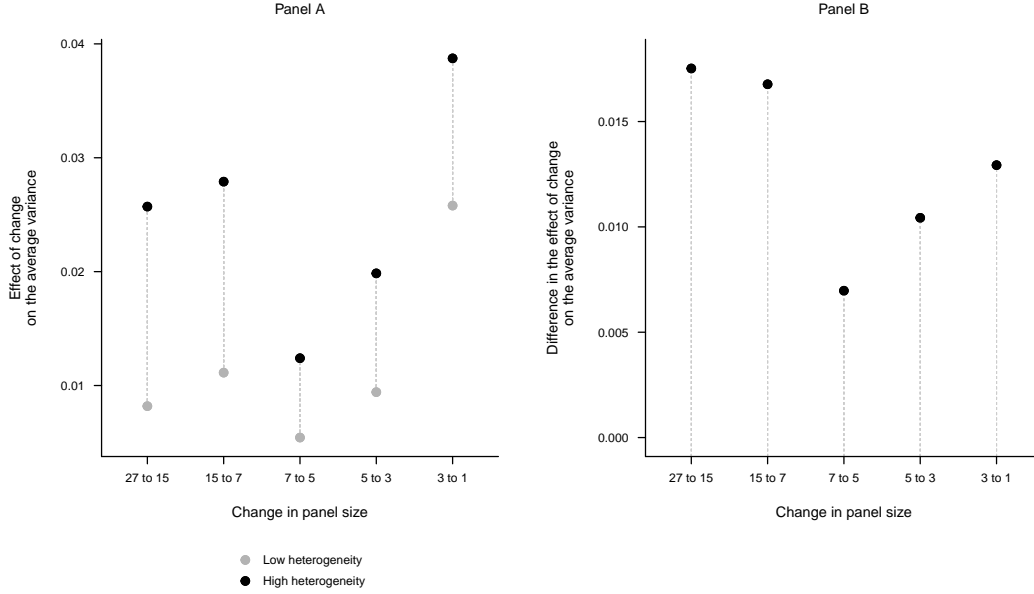 Panel A
0.04
0.03
0.02
0.01
Effect of change
on the average variance
27 to 15
15 to 7
7 to 5
5 to 3
3 to 1
Change in panel size
Low heterogeneity
High heterogeneity
Panel B
0.015
0.010
0.005
0.000
Difference in the effect of change
on the average variance
27 to 15
15 to 7
7 to 5
5 to 3
3 to 1
Change in panel size